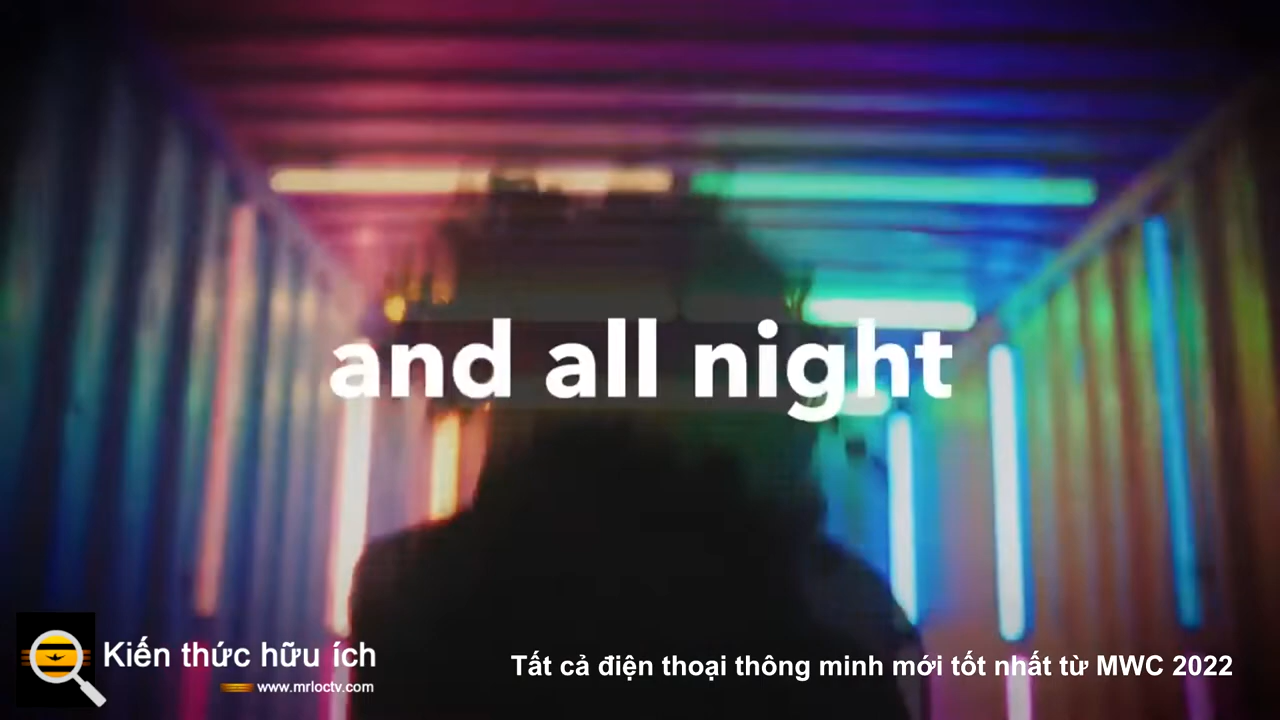 and all night
Kiến thức hữu ích
www.mrloctv.com
Tất cả điện thoại thông minh mới tốt nhất từ MWC 2022